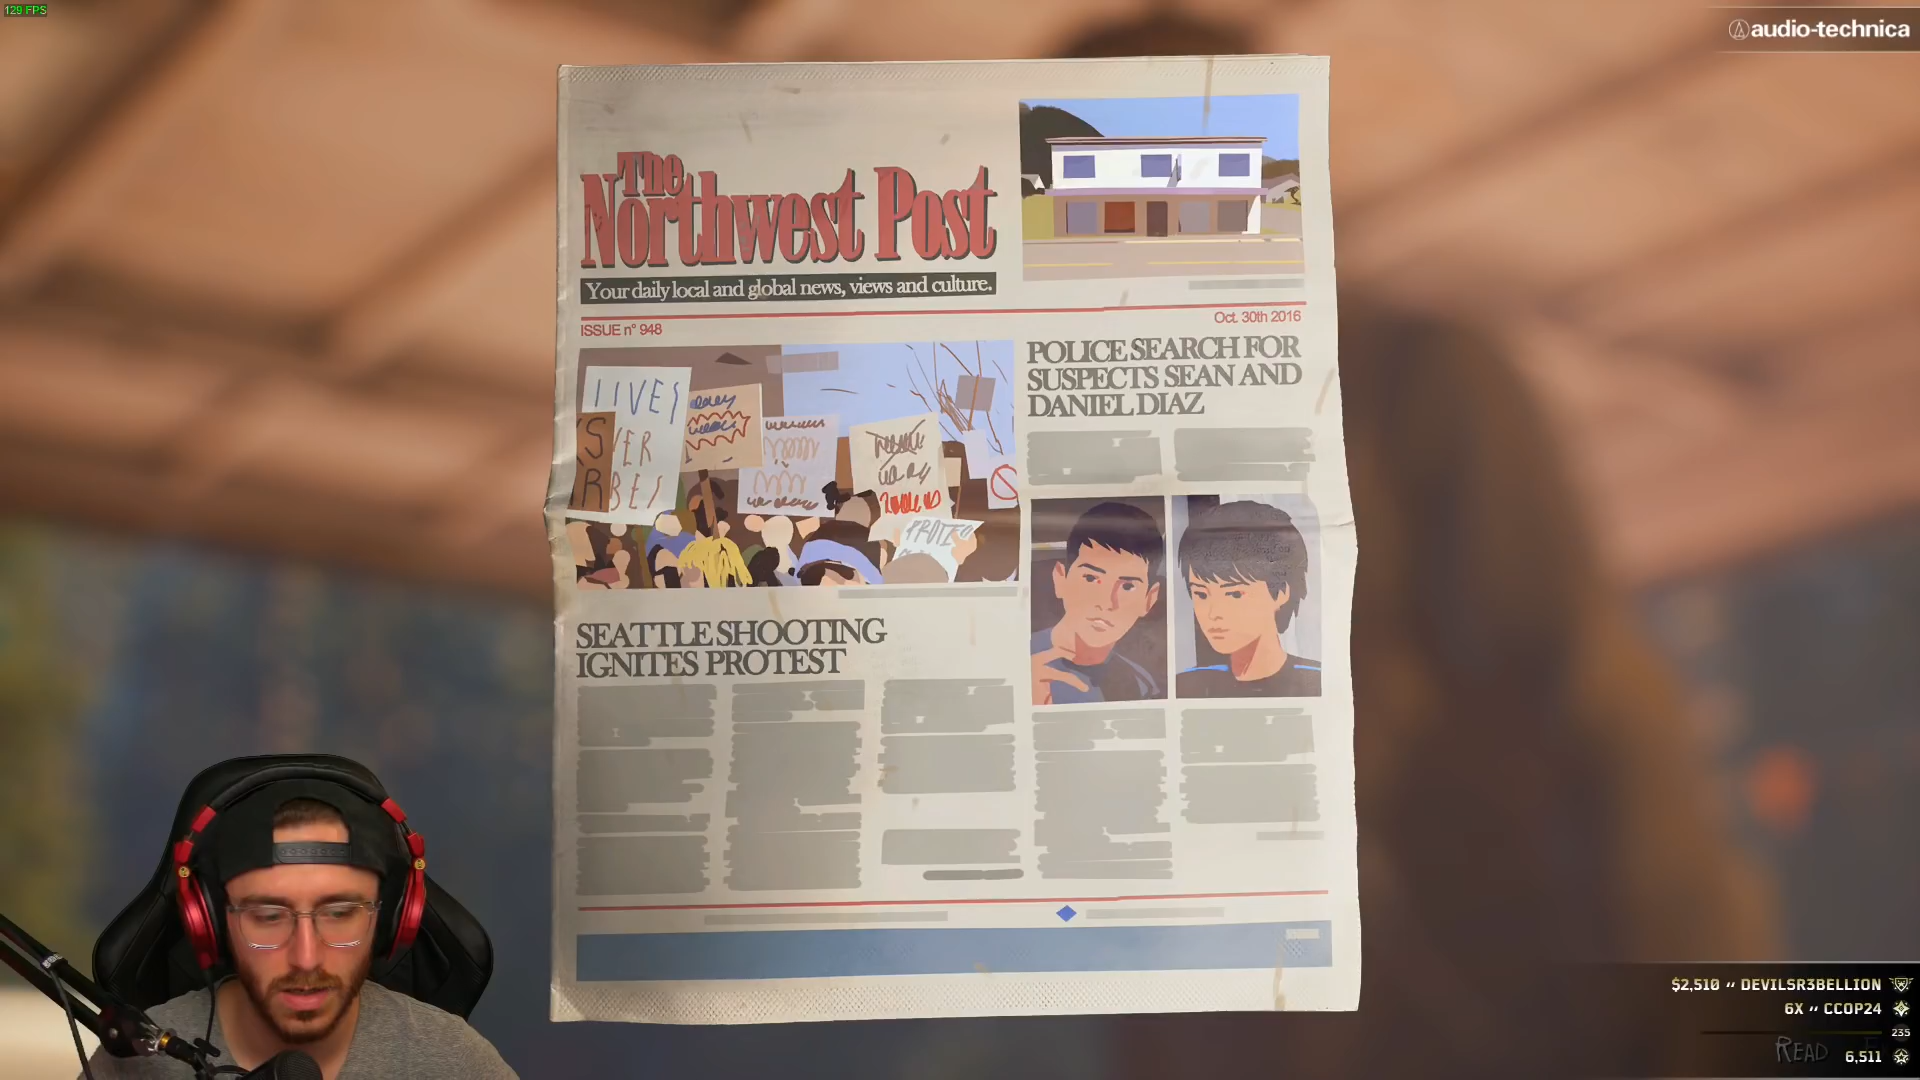 129 FPS
audio-technica
The
Northwest Post
Your daily local and global news, views and culture.
ISSUE n° 948
Oct. 30th 2016
POLICE SEARCH FOR
SUSPECTS SEAN AND
DANIEL DIAZ
LIVES
SEATTLE SHOOTING
IGNITES PROTEST
$2,510 // DEVILSR3BELLION
6X // CCOP24
235
READ
6,511